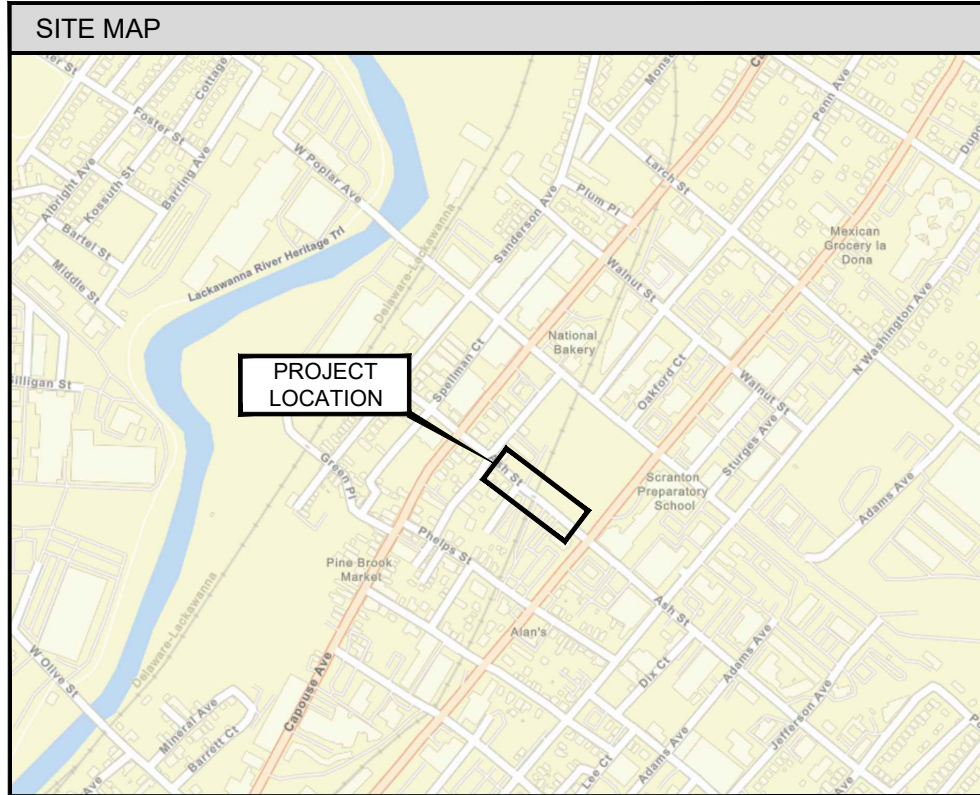 SITE MAP
Cottage
Foster St
W Poplar Ave
Albright Ave
Kossuth St
Barring Ave
Bartel St
Middle St
Lackawanna River Heritage Trl
Delaware-Lackawanna
Sanderson Ave
Plum Pl
Larch St
Penn Ave
Mexican
Grocery la
Dona
N Washington Ave
Walnut St
National
Bakery
Spellman Ct
Oakford Ct
Walnut St
Sturges Ave
PROJECT
LOCATION
Green Pl
Scranton
Preparatory
School
Adams Ave
Phelps St
Pine Brook
Market
Alan's
Ash St
Delaware-Lackawanna
W Olive St
Capouse Ave
Dix Ct
Adams Ave
Jefferson Ave
Mineral Ave
Barrett Ct
Lee Ct
Adams Ave
Ave